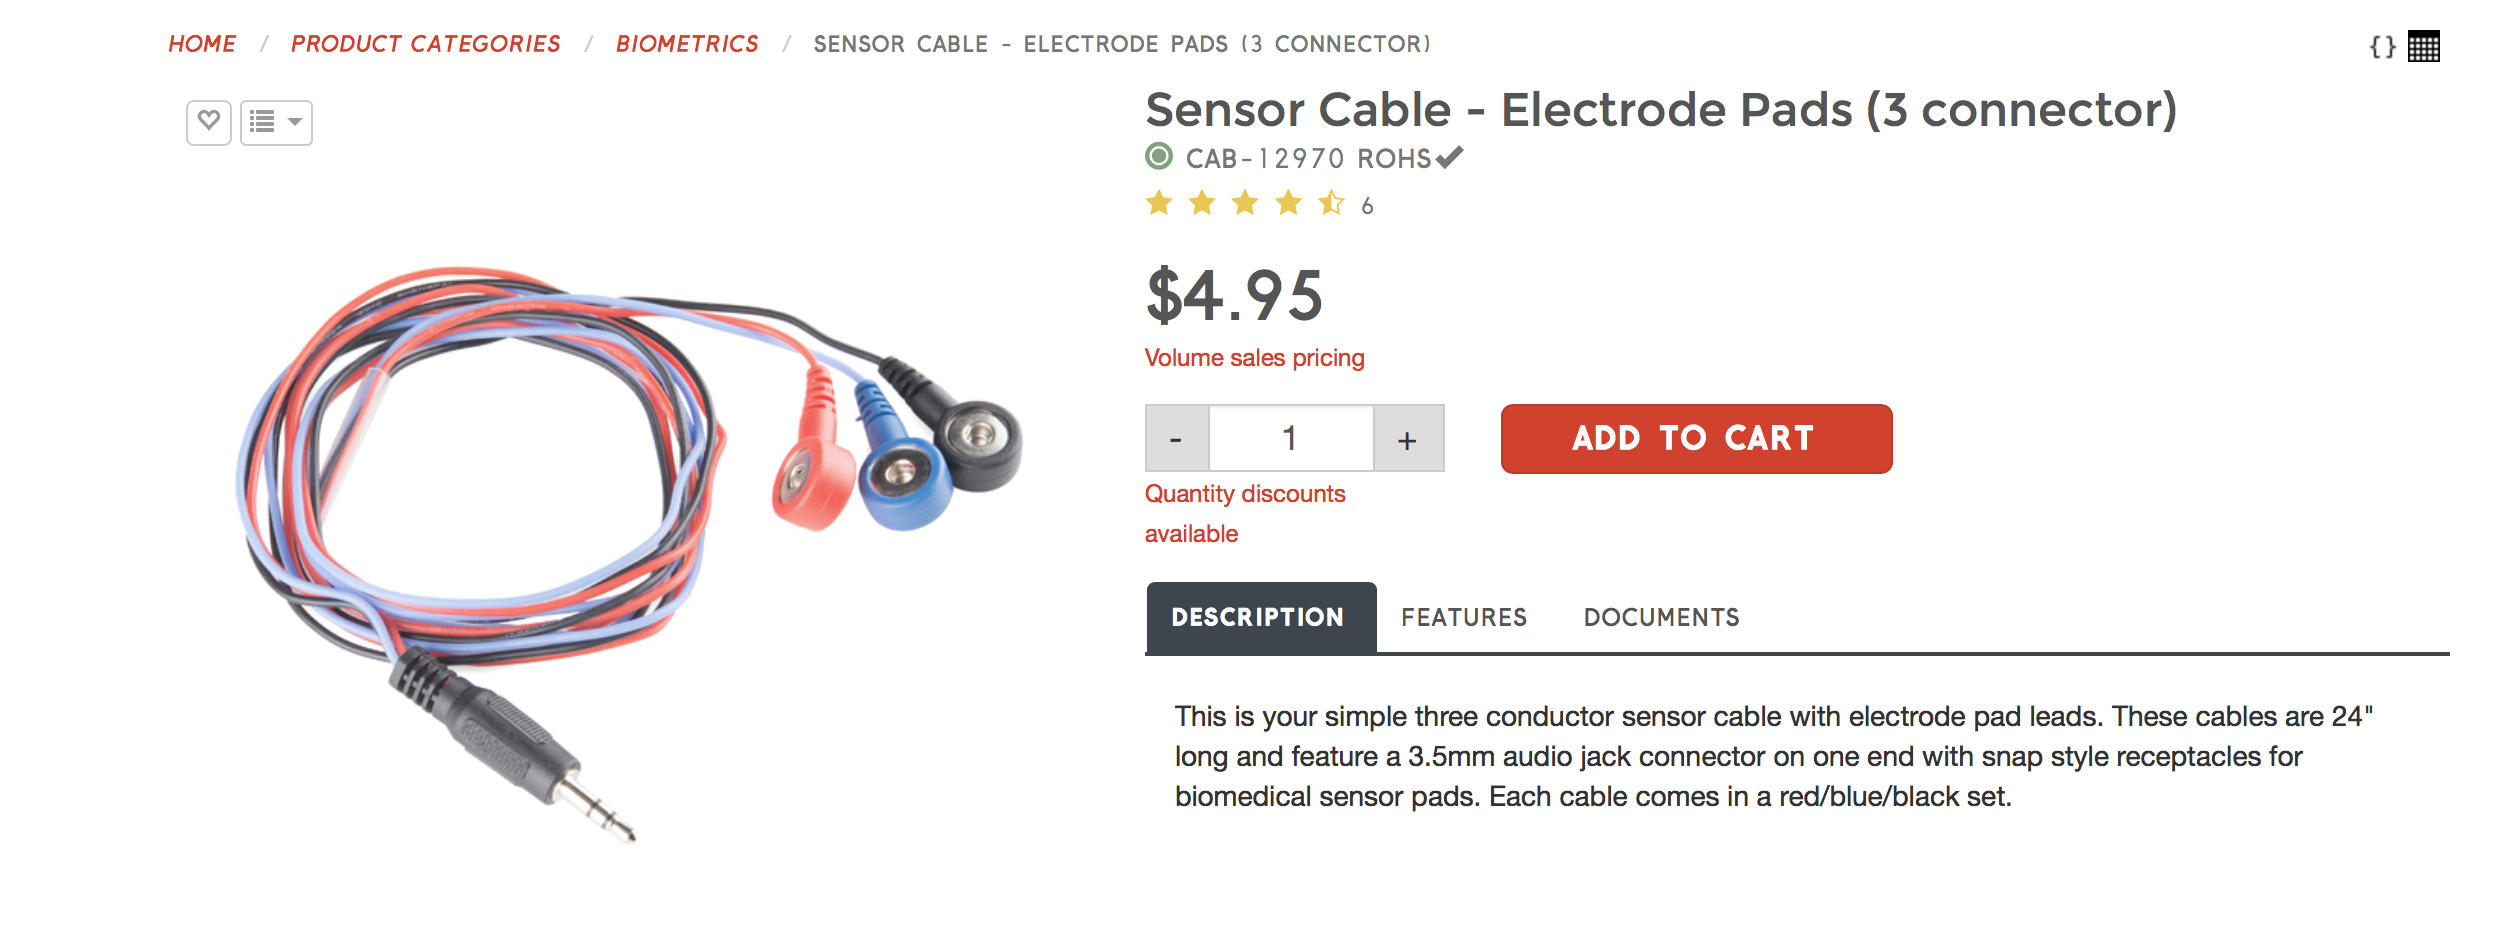 HOME / PRODUCT CATEGORIES / BIOMETRICS / SENSOR CABLE - ELECTRODE PADS (3 CONNECTOR)
{}
Sensor Cable - Electrode Pads (3 connector)
CAB-12970 ROHS✔
6
$4.95
Volume sales pricing
- 1 +
ADD TO CART
Quantity discounts
available
DESCRIPTION FEATURES DOCUMENTS
This is your simple three conductor sensor cable with electrode pad leads. These cables are 24"
long and feature a 3.5mm audio jack connector on one end with snap style receptacles for
biomedical sensor pads. Each cable comes in a red/blue/black set.